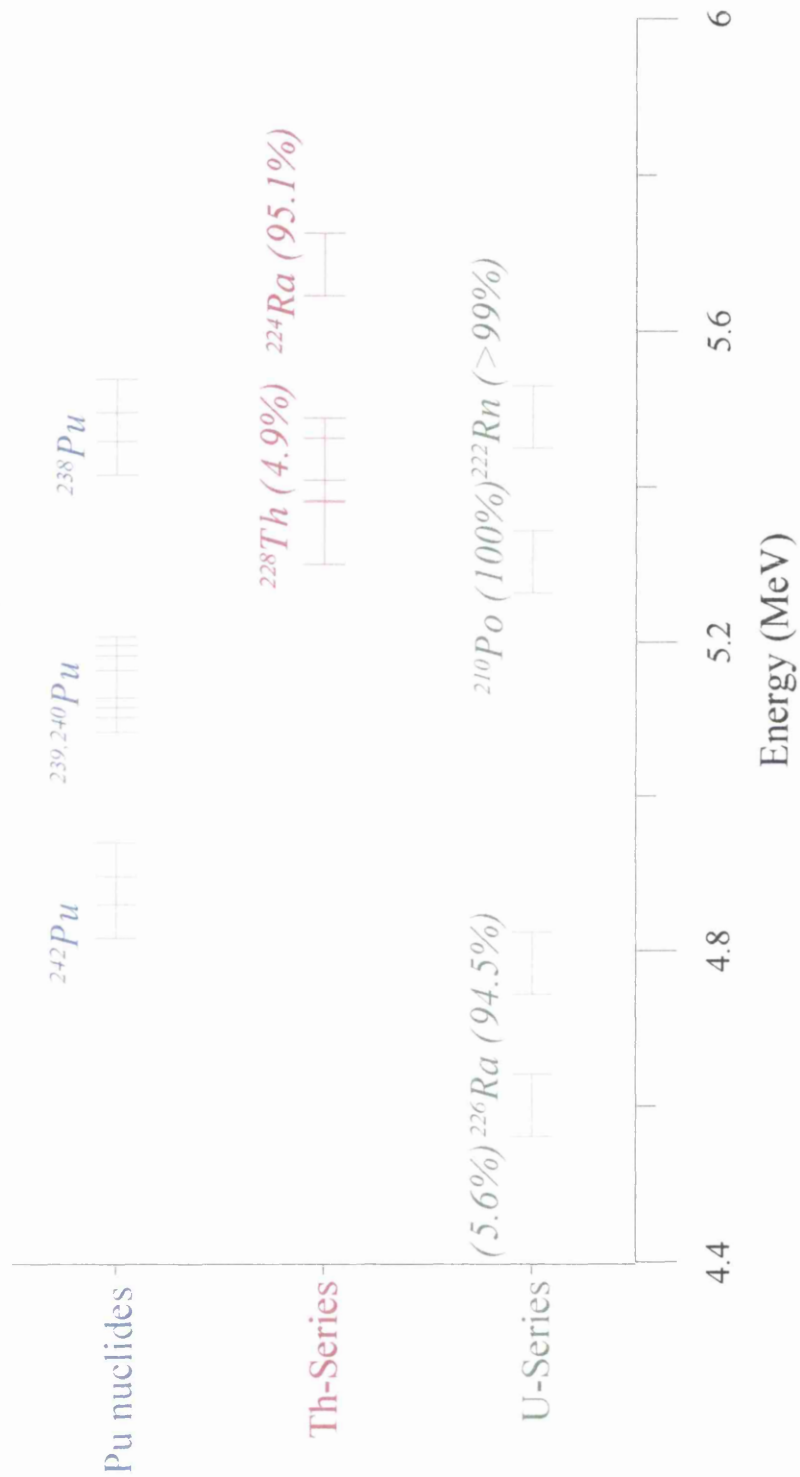 Pu nuclides
²⁴²Pu
²³⁹,²⁴⁰Pu
²³⁸Pu
Th-Series
²²⁸Th (4.9%)
²²⁴Ra (95.1%)
U-Series
(5.6%) ²²⁶Ra (94.5%)
²¹⁰Po (100%)
²²²Rn (>99%)
4.4
4.8
5.2
5.6
6
Energy (MeV)